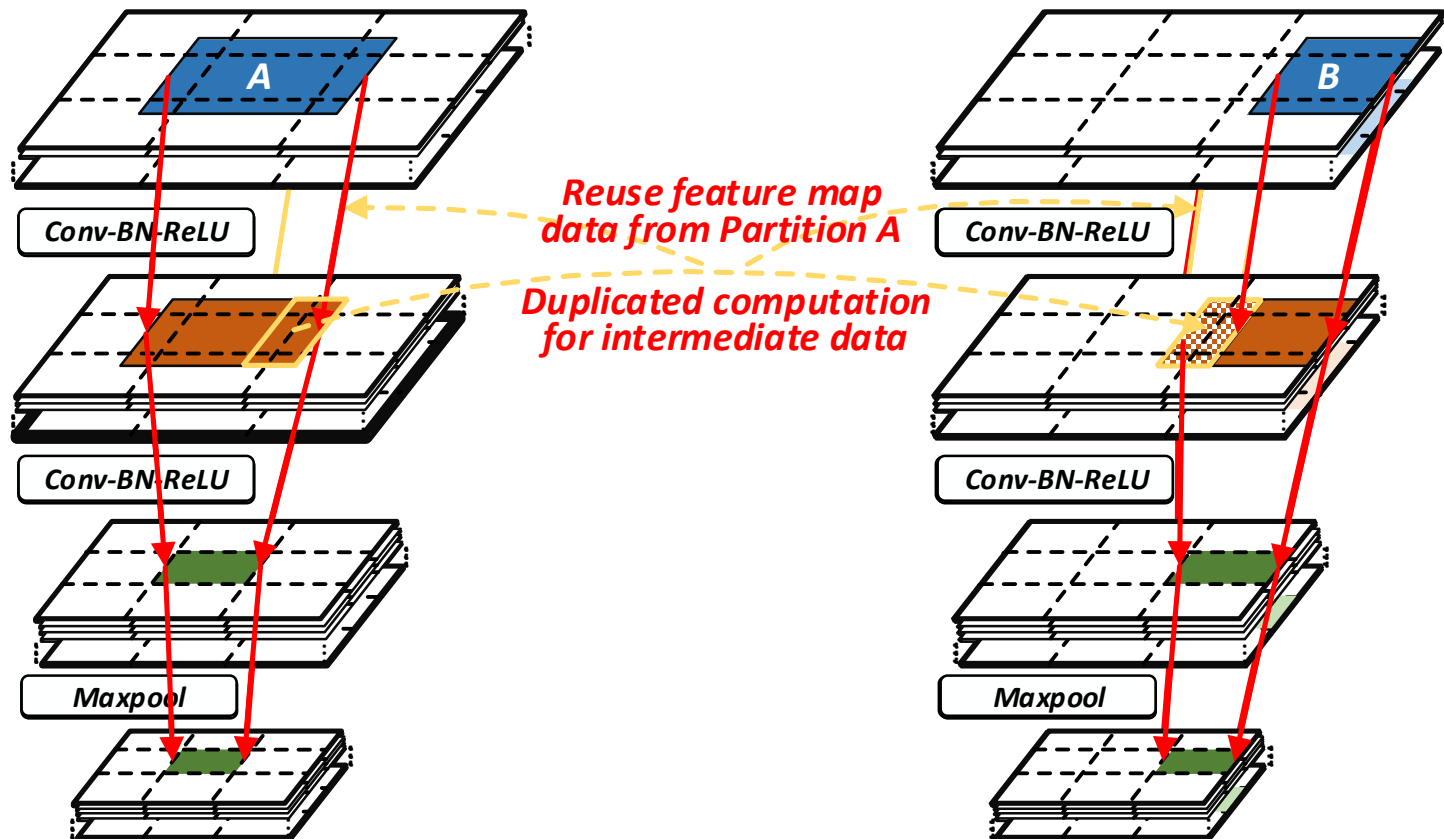 A
B
Reuse feature map
data from Partition A
Conv-BN-ReLU
Conv-BN-ReLU
Duplicated computation
for intermediate data
Conv-BN-ReLU
Conv-BN-ReLU
Maxpool
Maxpool